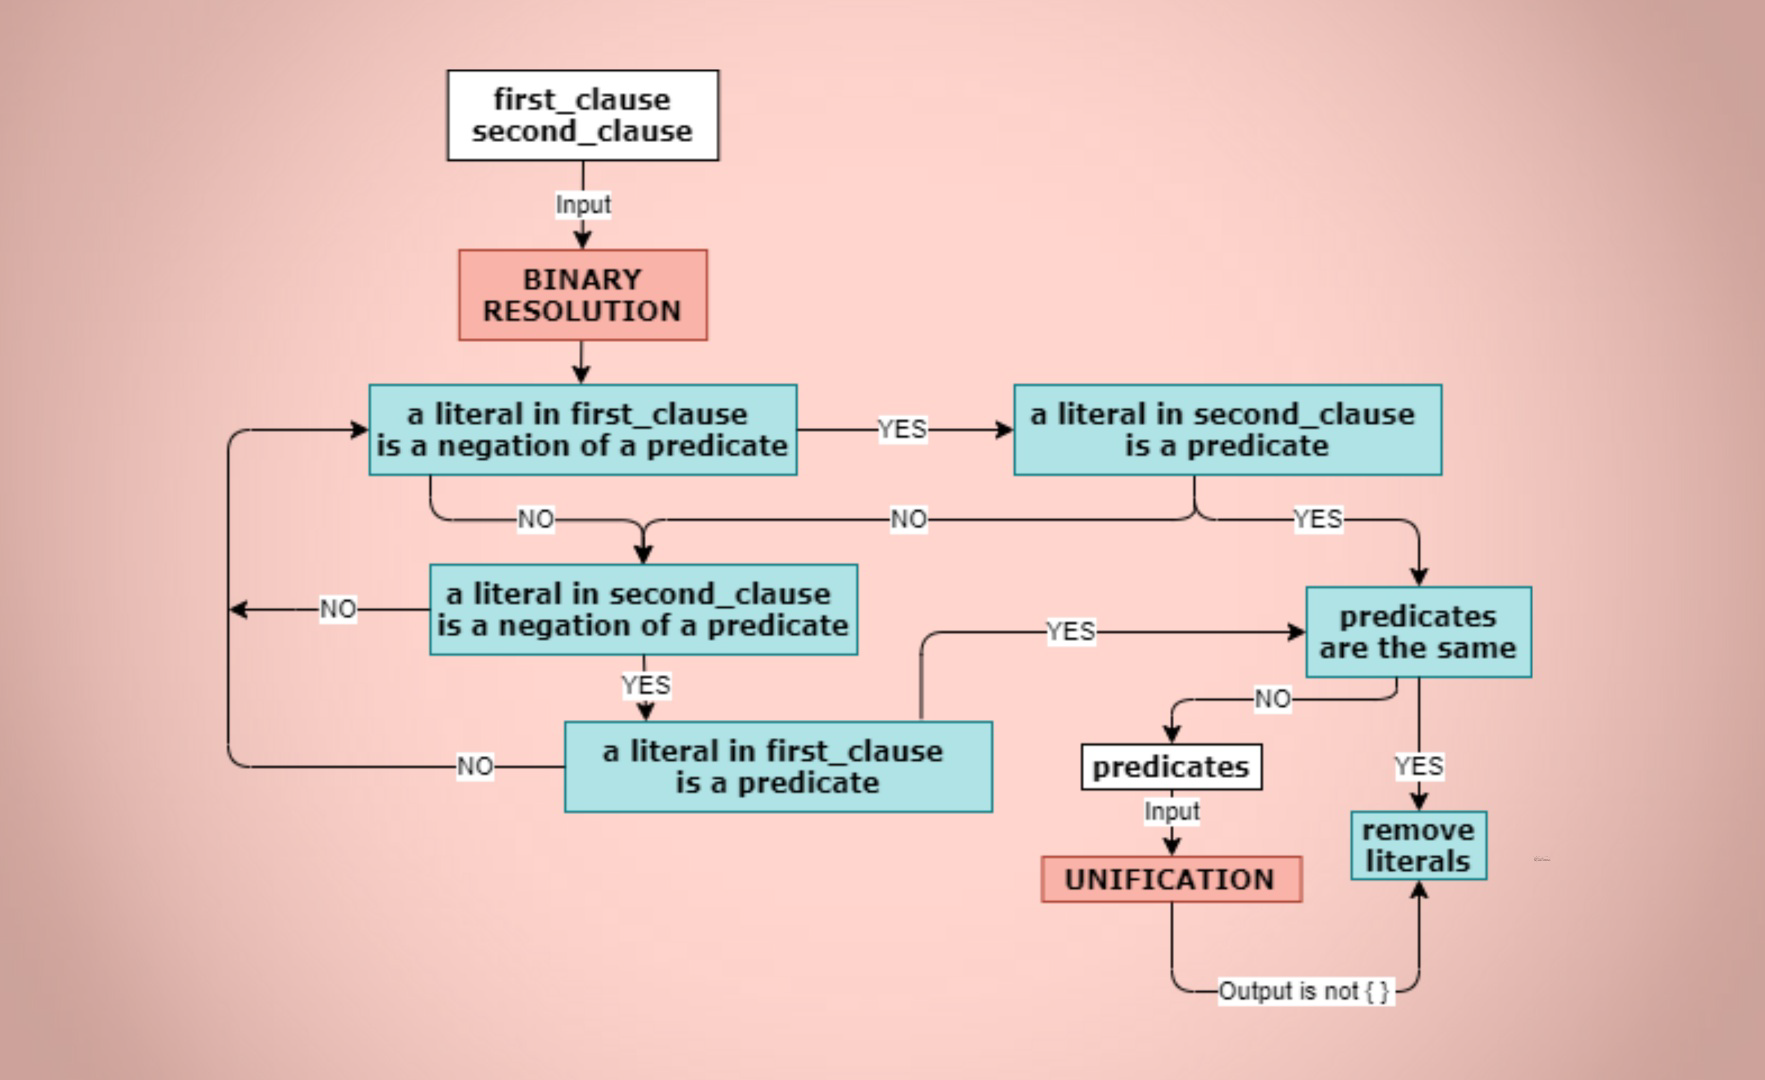 first_clause
second_clause
Input
BINARY
RESOLUTION
a literal in first_clause
is a negation of a predicate
YES
a literal in second_clause
is a predicate
NO
NO
YES
a literal in second_clause
is a negation of a predicate
NO
YES
predicates
are the same
YES
NO
a literal in first_clause
is a predicate
NO
predicates
YES
Input
remove
literals
UNIFICATION
Output is not { }